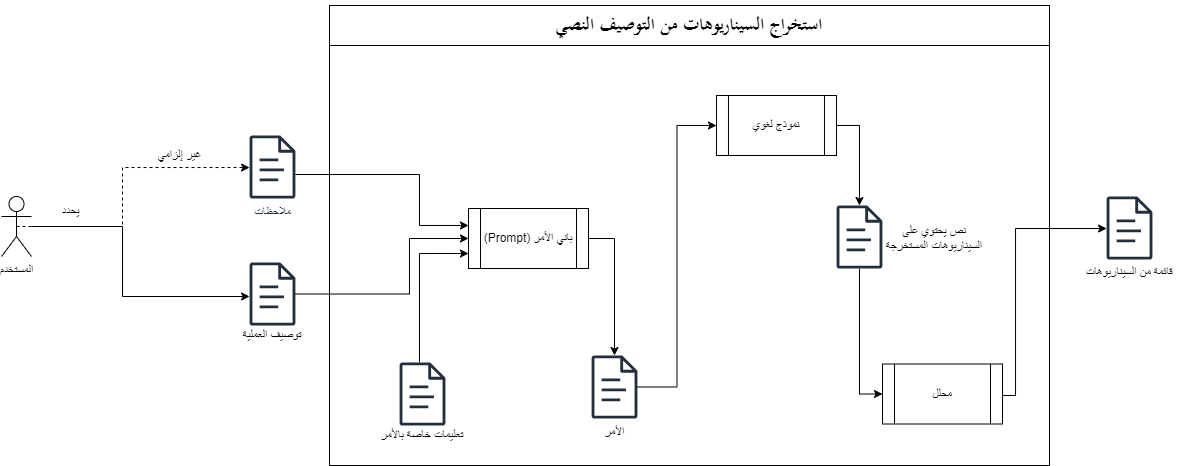 استخراج السيناريوهات من التوصيف النصي
نموذج لغوي
غير إلزامي
ملاحظات
يحدد
المستخدم
باني الأمر (Prompt)
نص يحتوي على
السيناريوهات المستخرجة
قائمة من السيناريوهات
توصيف العملية
محلل
تعليمات خاصة بالأمر
الأمر